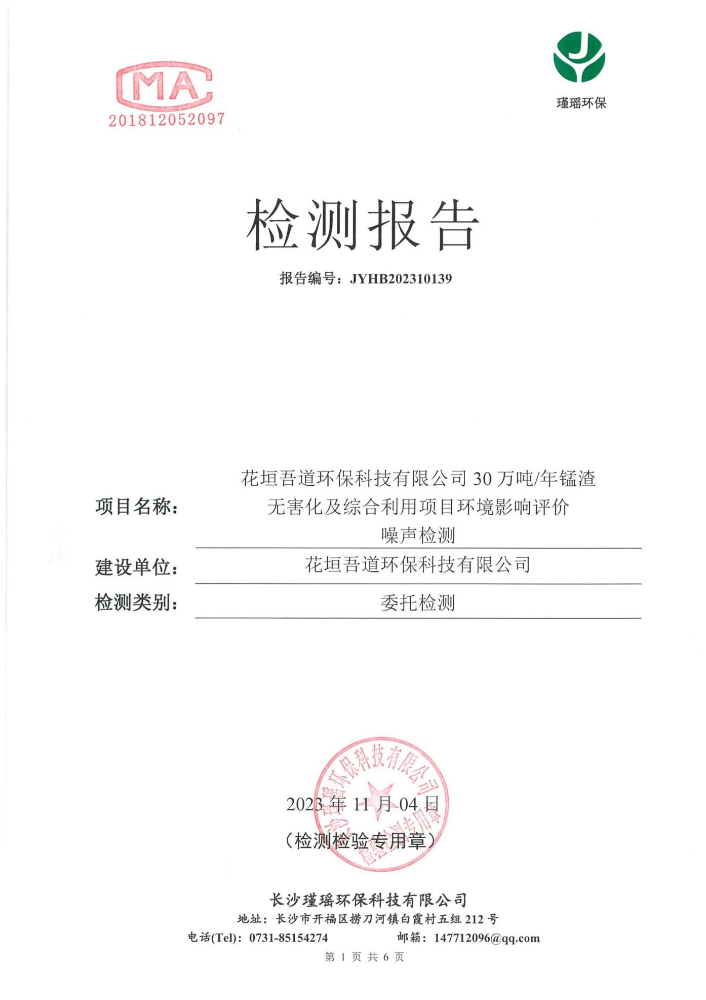 MA
201812052097
J
瑾瑶环保
检测报告
报告编号：JYHB202310139
项目名称：
花垣吾道环保科技有限公司 30 万吨/年锰渣
无害化及综合利用项目环境影响评价
噪声检测
建设单位：
花垣吾道环保科技有限公司
检测类别：
委托检测
长沙瑾瑶环保科技有限公司
检验检测专用章
2023 年 11 月 04 日
（检测检验专用章）
长沙瑾瑶环保科技有限公司
地址：长沙市开福区捞刀河镇白霞村五组 212 号
电话(Tel)：0731-85154274 邮箱：147712096@qq.com
第 1 页 共 6 页